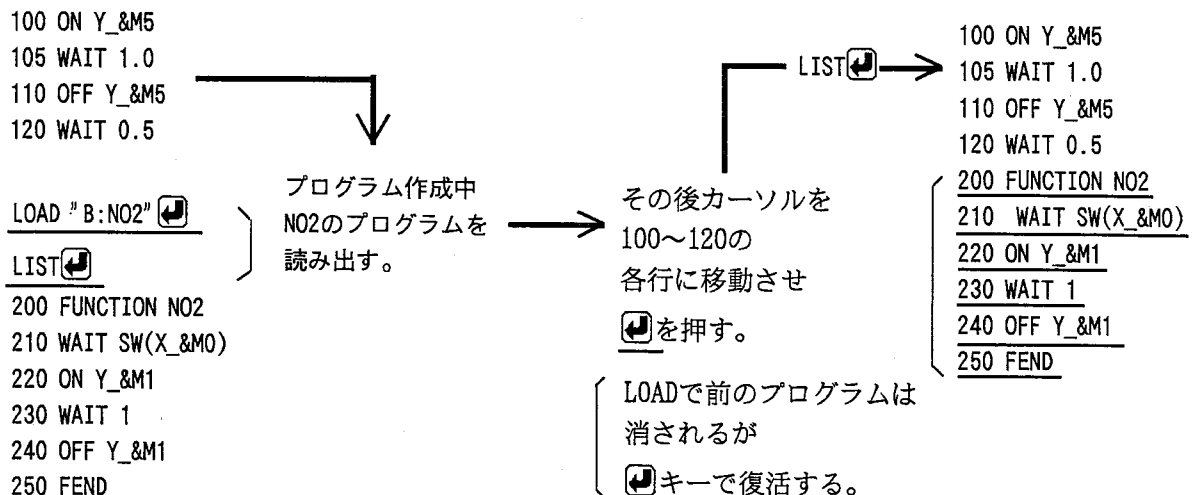 100 ON Y_&M5
105 WAIT 1.0
110 OFF Y_&M5
120 WAIT 0.5
LOAD "B:NO2" ↵
LIST ↵
200 FUNCTION NO2
210 WAIT SW(X_&M0)
220 ON Y_&M1
230 WAIT 1
240 OFF Y_&M1
250 FEND
プログラム作成中
NO2のプログラムを
読み出す。
その後カーソルを
100～120の
各行に移動させ
↵を押す。
LOADで前のプログラムは
消されるが
↵キーで復活する。
LIST ↵
100 ON Y_&M5
105 WAIT 1.0
110 OFF Y_&M5
120 WAIT 0.5
200 FUNCTION NO2
210 WAIT SW(X_&M0)
220 ON Y_&M1
230 WAIT 1
240 OFF Y_&M1
250 FEND